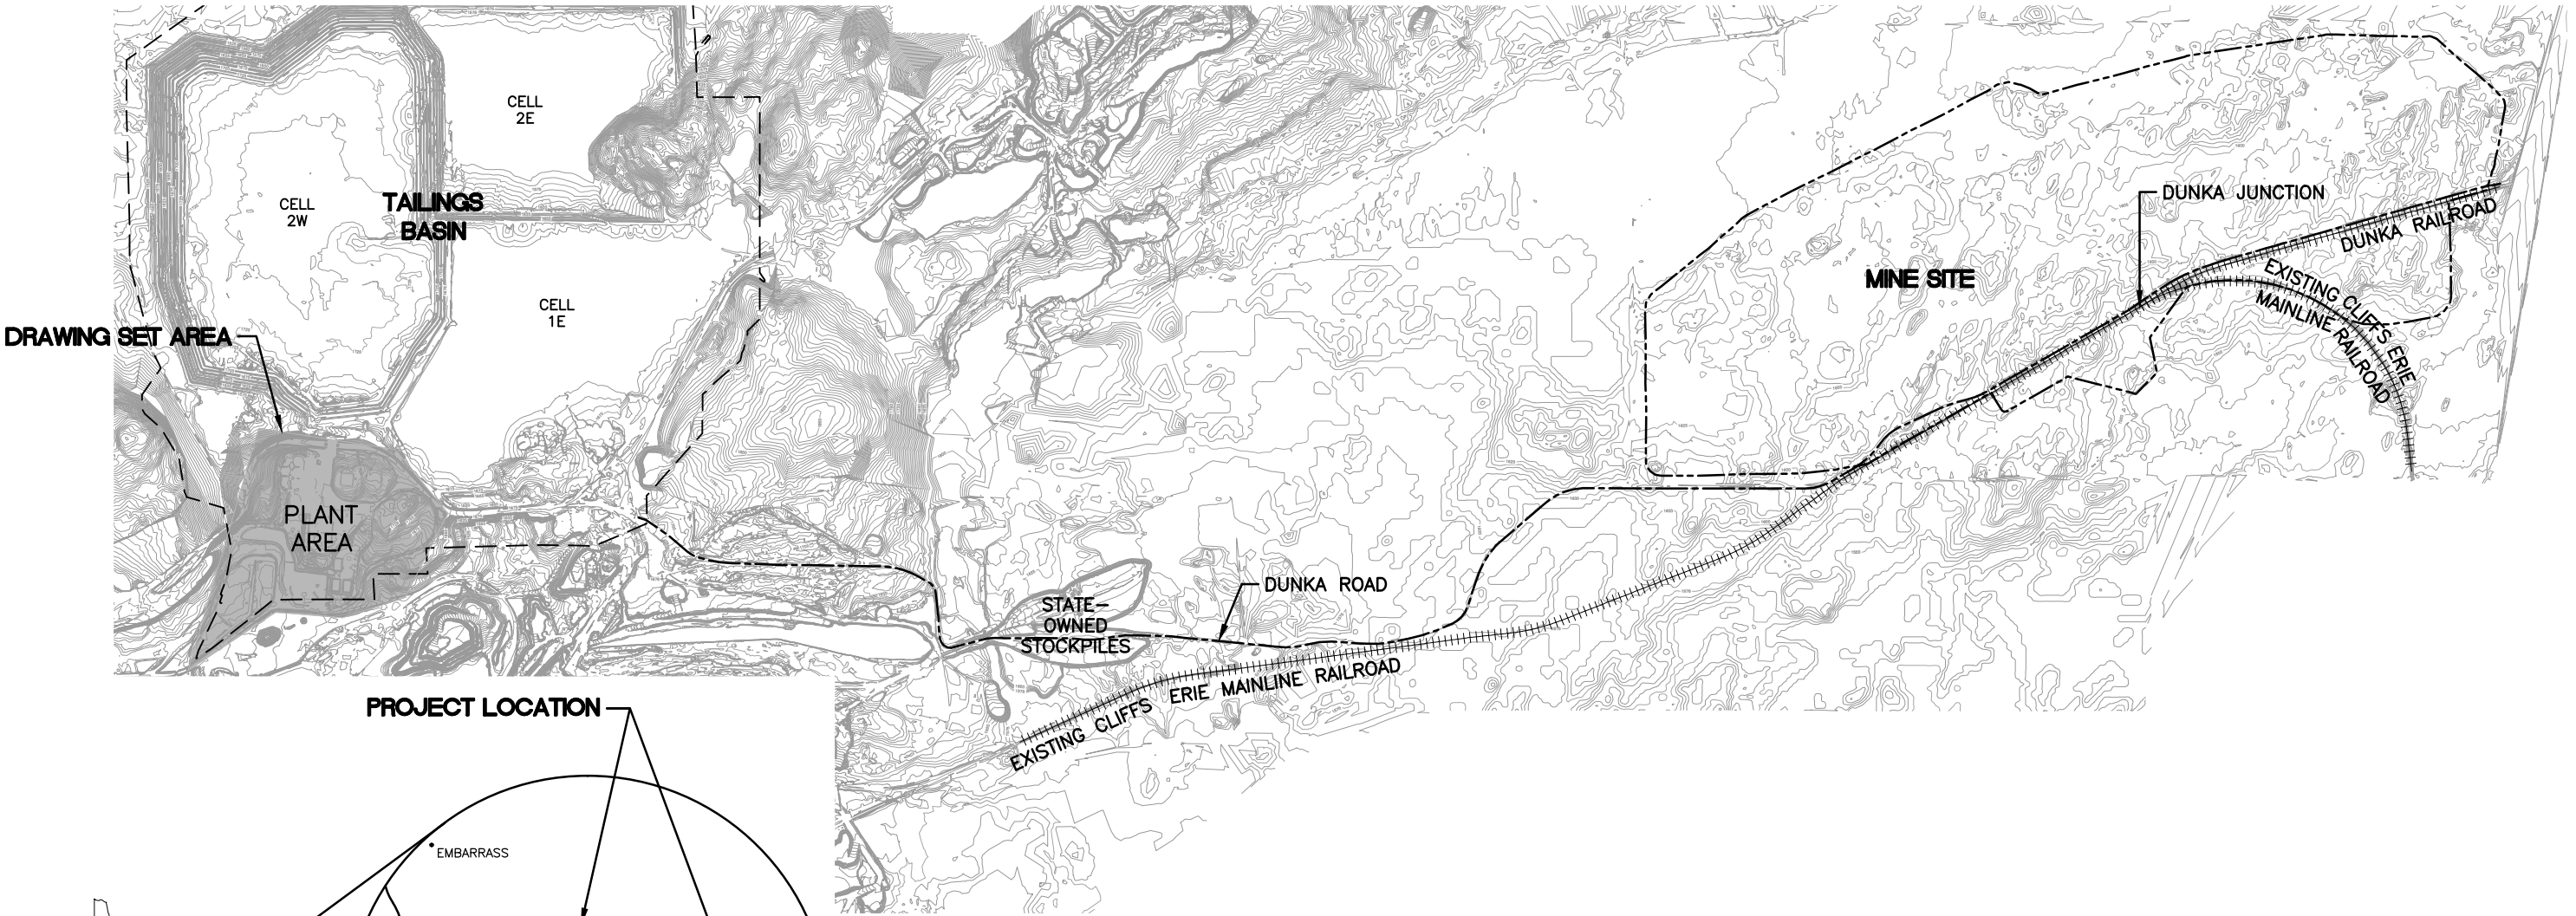 CELL
2E
CELL
2W
TAILINGS
BASIN
CELL
1E
DRAWING SET AREA
PLANT
AREA
DUNKA JUNCTION
DUNKA RAILROAD
MINE SITE
EXISTING CLIFFS ERIE
MAINLINE RAILROAD
DUNKA ROAD
STATE-
OWNED
STOCKPILES
EXISTING CLIFFS ERIE MAINLINE RAILROAD
PROJECT LOCATION
EMBARRASS